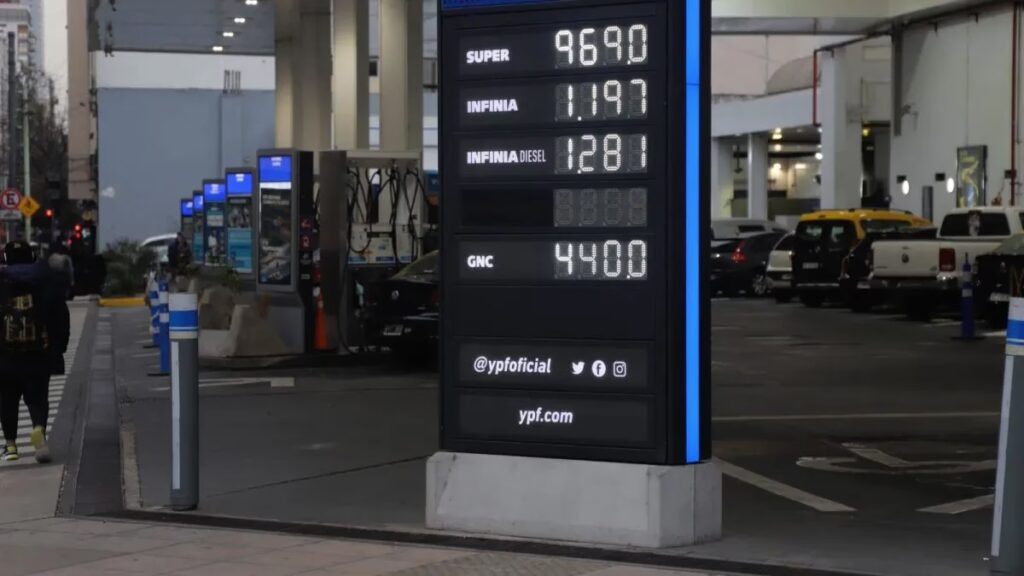 SUPER 969.0
INFINIA 1.197
INFINIA DIESEL 1.281
GNC 440.0
@ypfoficial
ypf.com
E